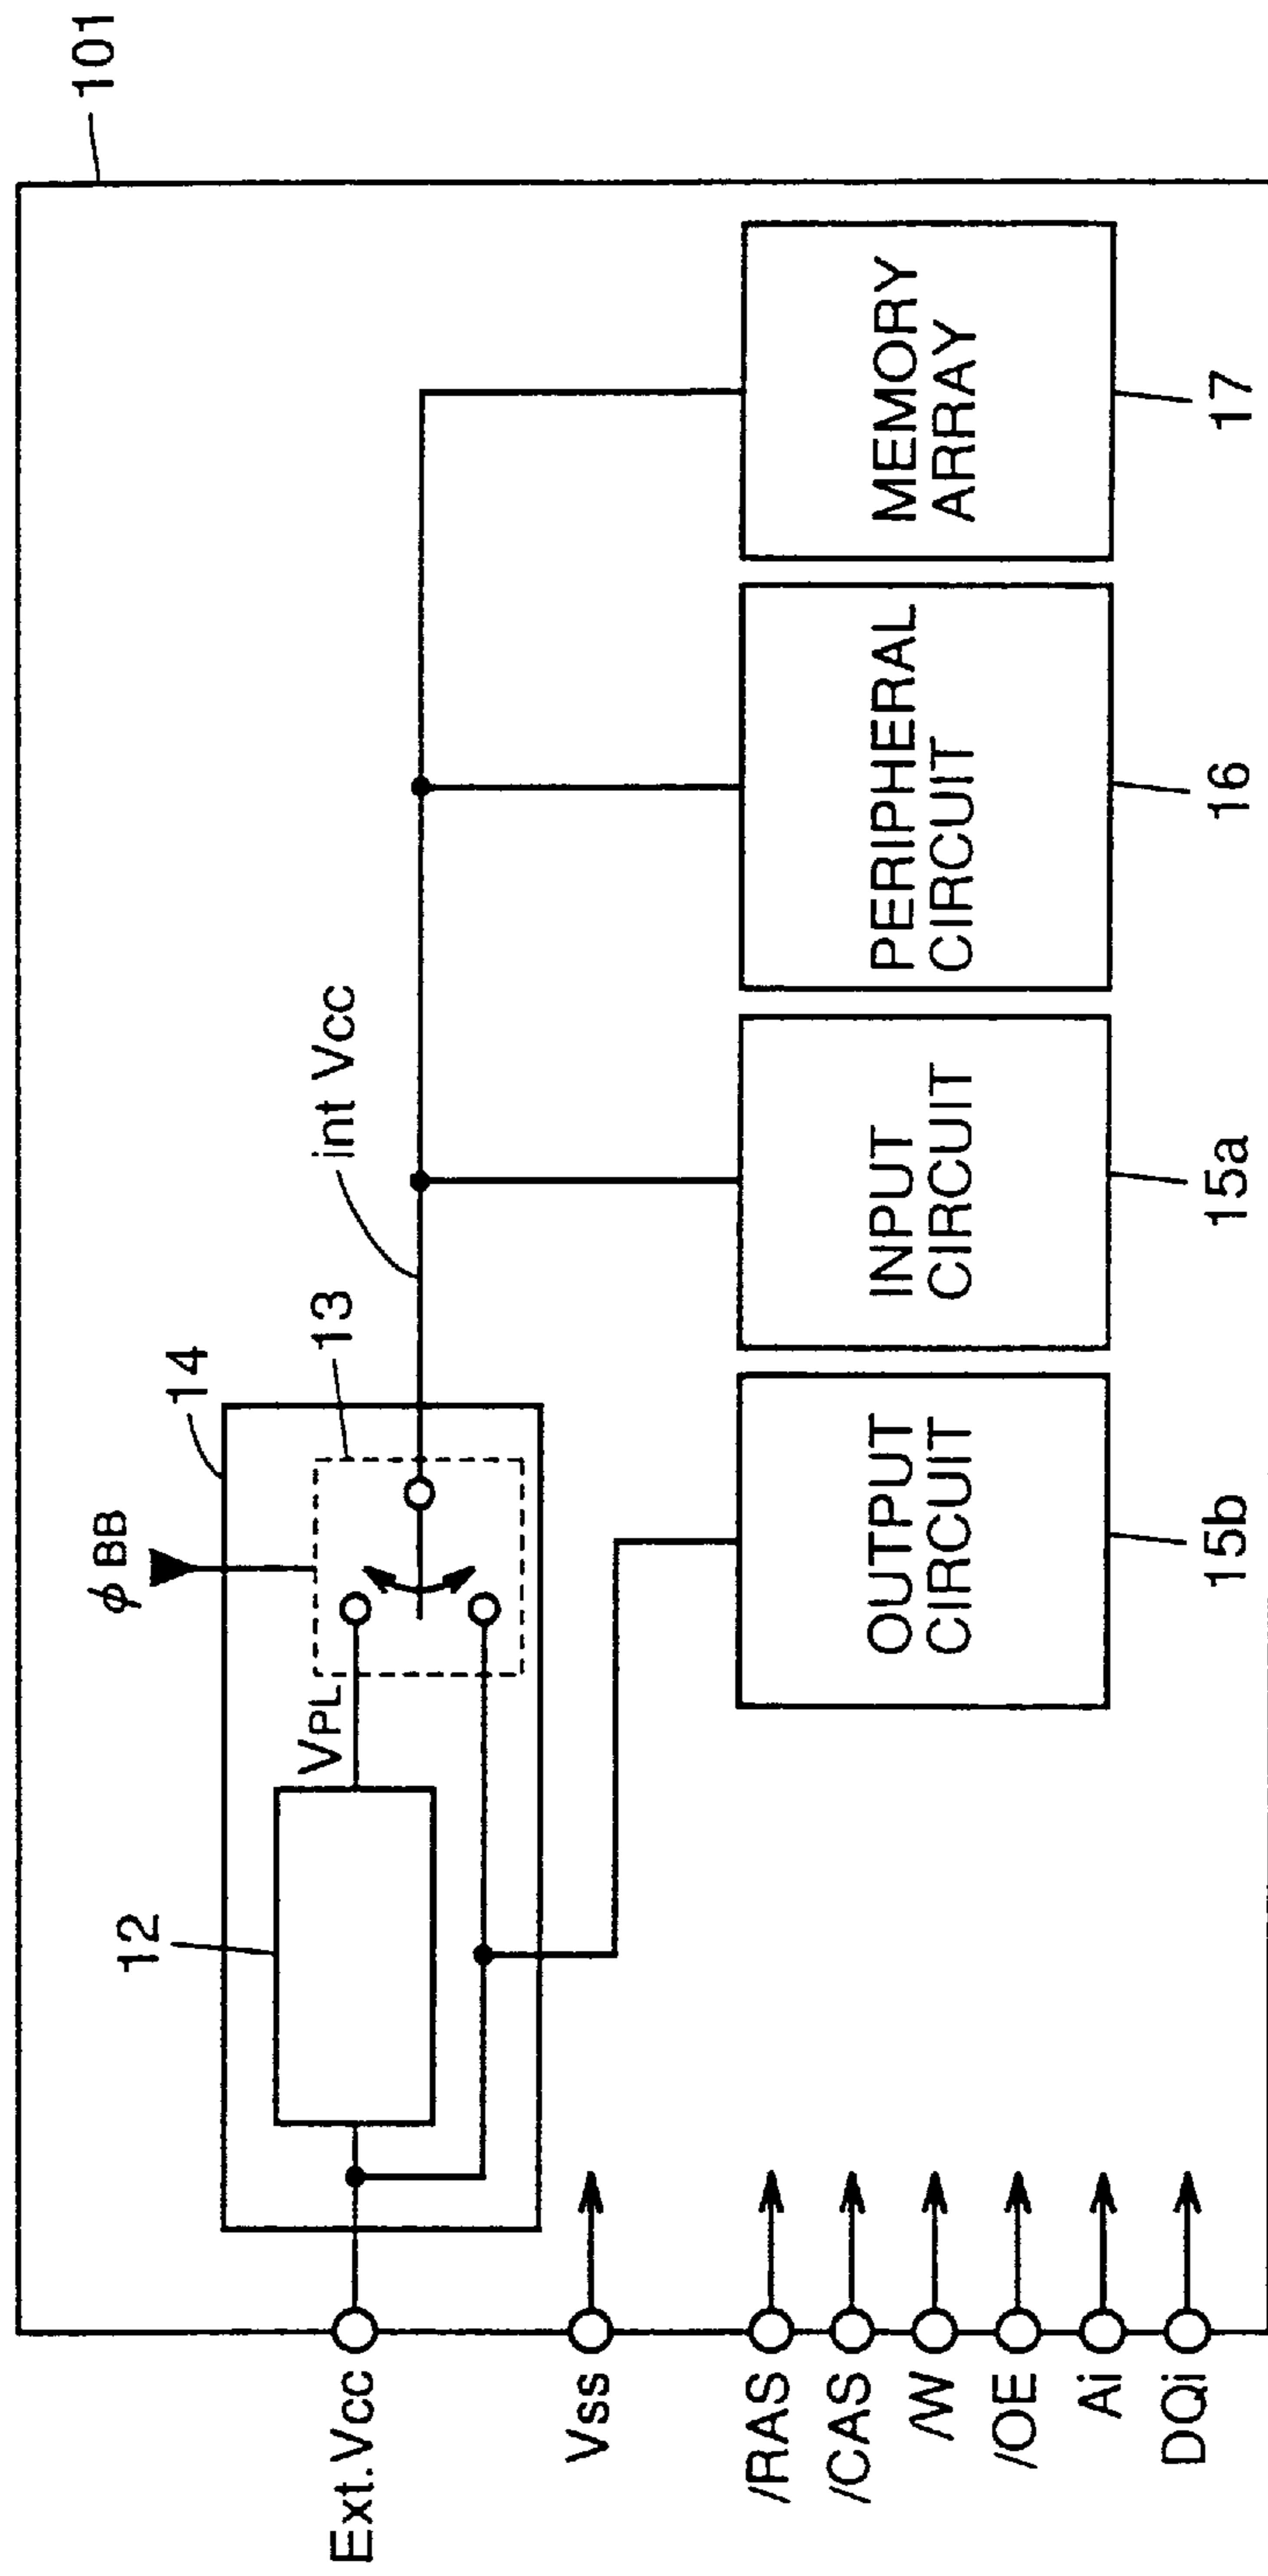 101
14
φ BB
13
12
VPL
int Vcc
Ext.Vcc
Vss
/RAS
/CAS
/W
/OE
Ai
DQi
OUTPUT
CIRCUIT
INPUT
CIRCUIT
PERIPHERAL
CIRCUIT
MEMORY
ARRAY
15b
15a
16
17